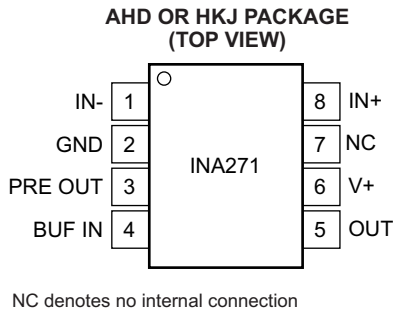 AHD OR HKJ PACKAGE
(TOP VIEW)
IN- 1 8 IN+
GND 2 7 NC
INA271
PRE OUT 3 6 V+
BUF IN 4 5 OUT
NC denotes no internal connection